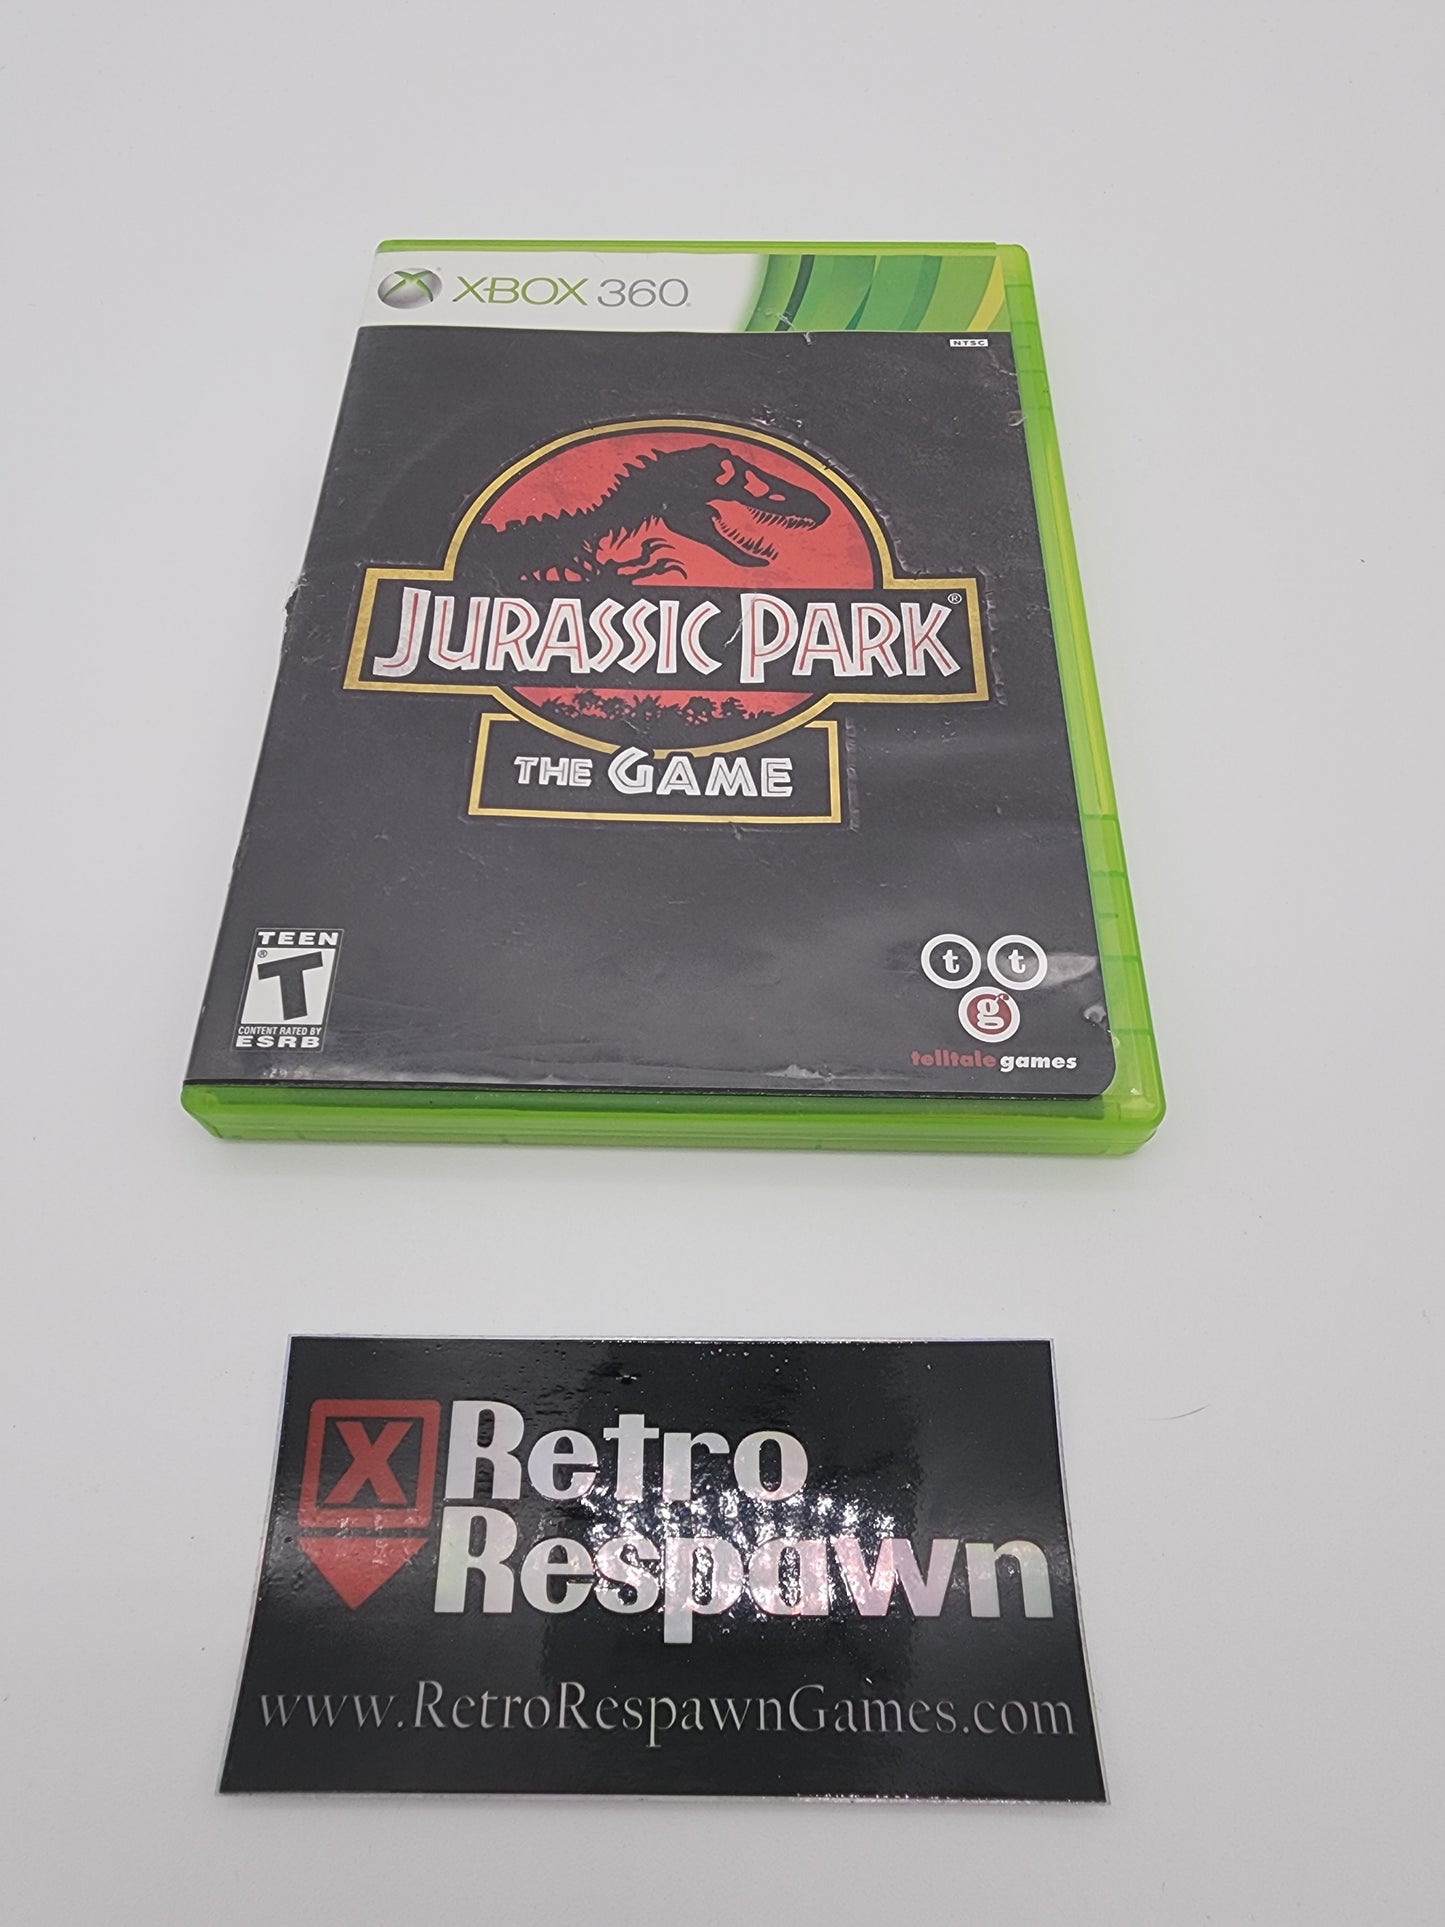 XBOX 360
NTSC
JURASSIC PARK®
THE GAME
TEEN
T
CONTENT RATED BY
ESRB
t t
g
telltale games
X
Retro
Respawn
www.RetroRespawnGames.com